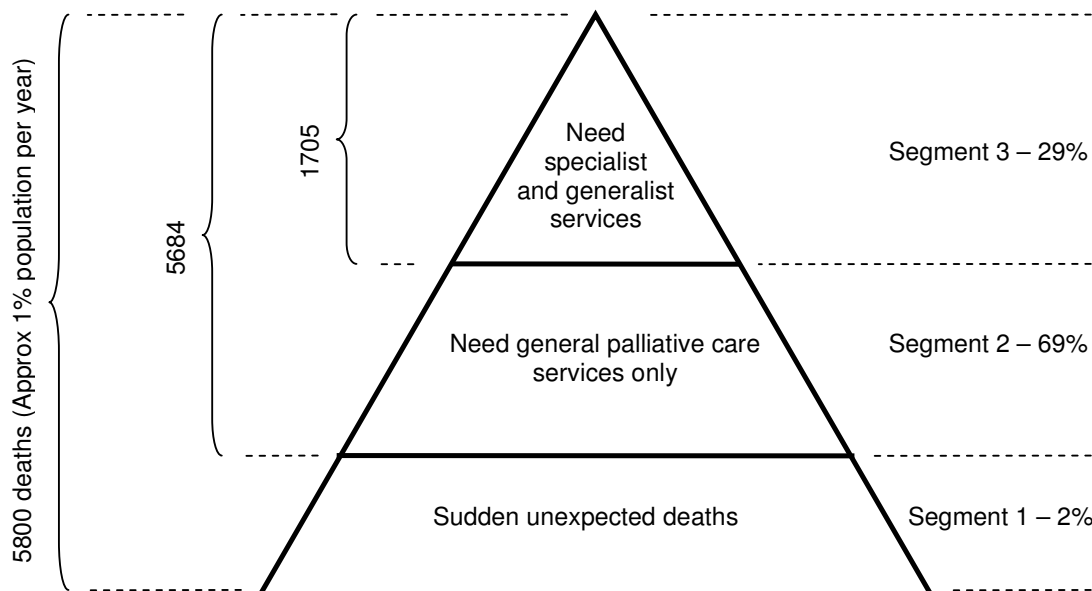 5800 deaths (Approx 1% population per year)
5684
1705
Need
specialist
and generalist
services
Segment 3 – 29%
Need general palliative care
services only
Segment 2 – 69%
Sudden unexpected deaths
Segment 1 – 2%